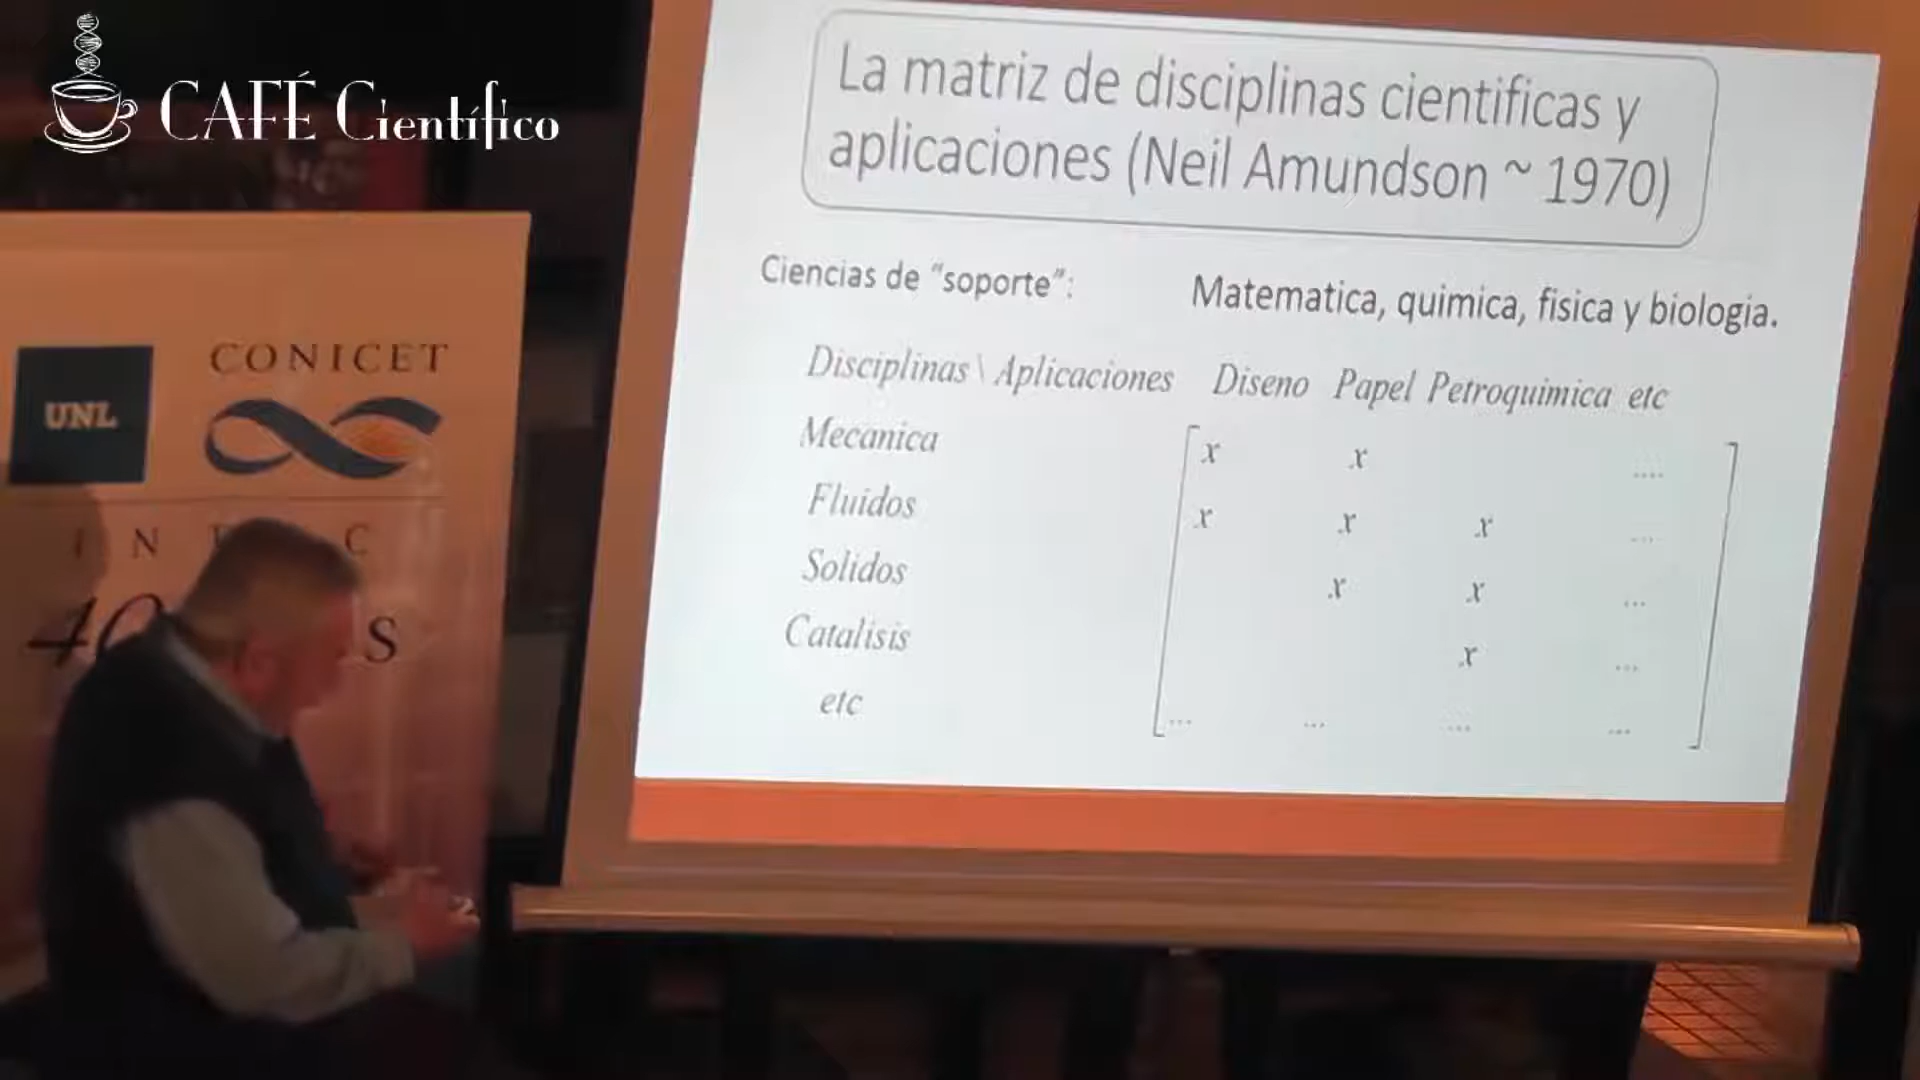 CAFÉ Científico
La matriz de disciplinas cientificas y
aplicaciones (Neil Amundson ~ 1970)
Ciencias de "soporte":
Matematica, quimica, fisica y biologia.
Disciplinas \ Aplicaciones Diseno Papel Petroquimica etc
Mecanica x x ....
Fluidos x x x ...
Solidos x x ...
Catalisis x ...
etc ... ... .... ...
UNL
CONICET
I N T C
40 S